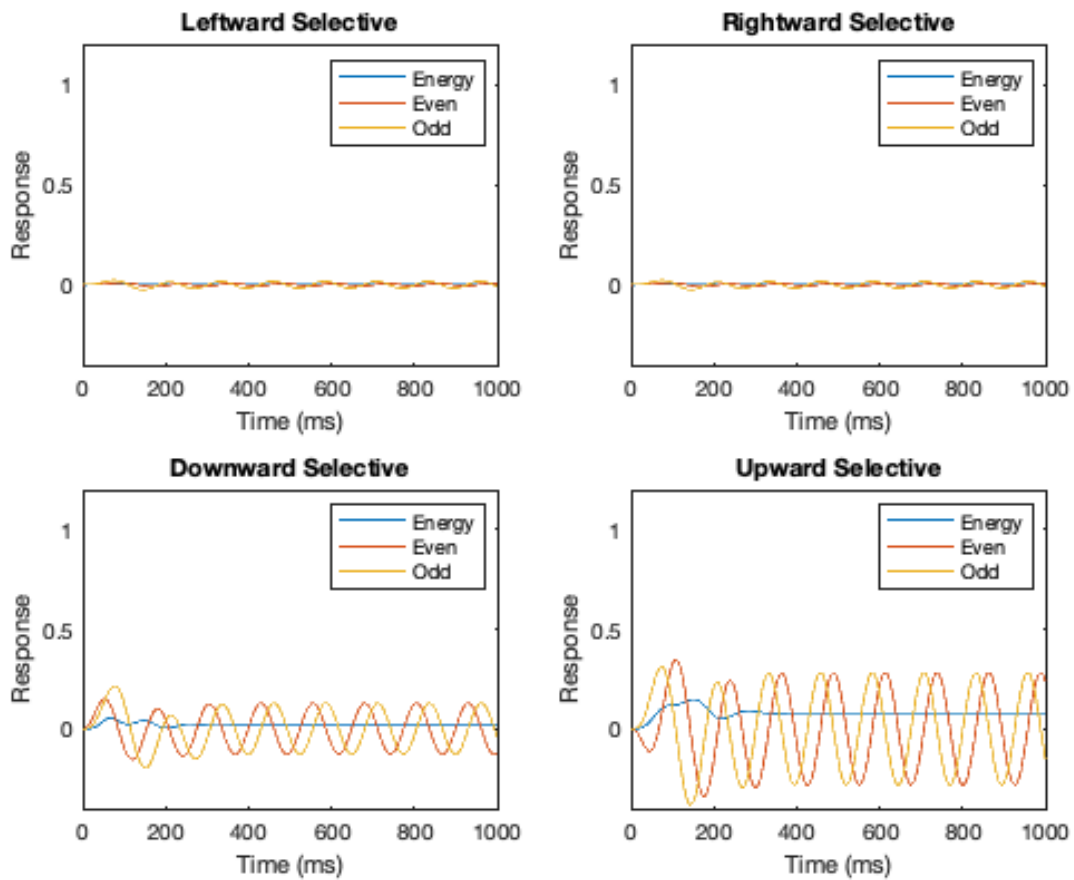 Leftward Selective
Response
1
0.5
0
Energy
Even
Odd
0 200 400 600 800 1000
Time (ms)
Rightward Selective
Response
1
0.5
0
Energy
Even
Odd
0 200 400 600 800 1000
Time (ms)
Downward Selective
Response
1
0.5
0
Energy
Even
Odd
0 200 400 600 800 1000
Time (ms)
Upward Selective
Response
1
0.5
0
Energy
Even
Odd
0 200 400 600 800 1000
Time (ms)